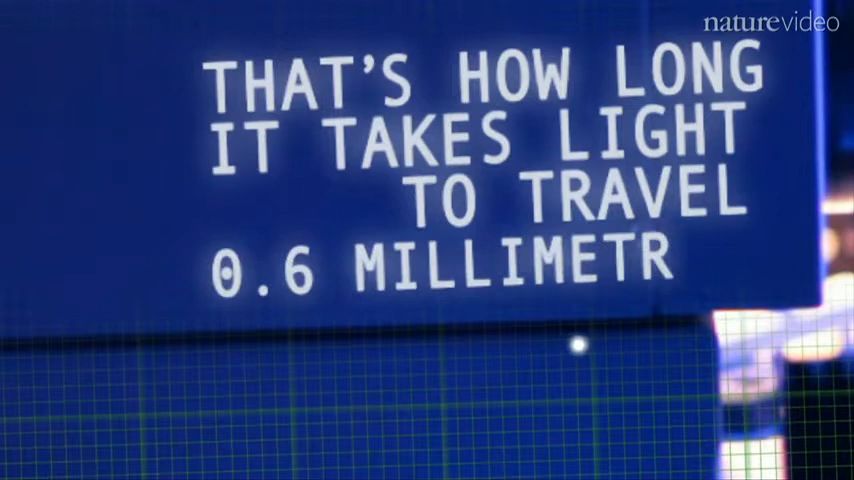 naturevideo
THAT'S HOW LONG
IT TAKES LIGHT
TO TRAVEL
0.6 MILLIMETR